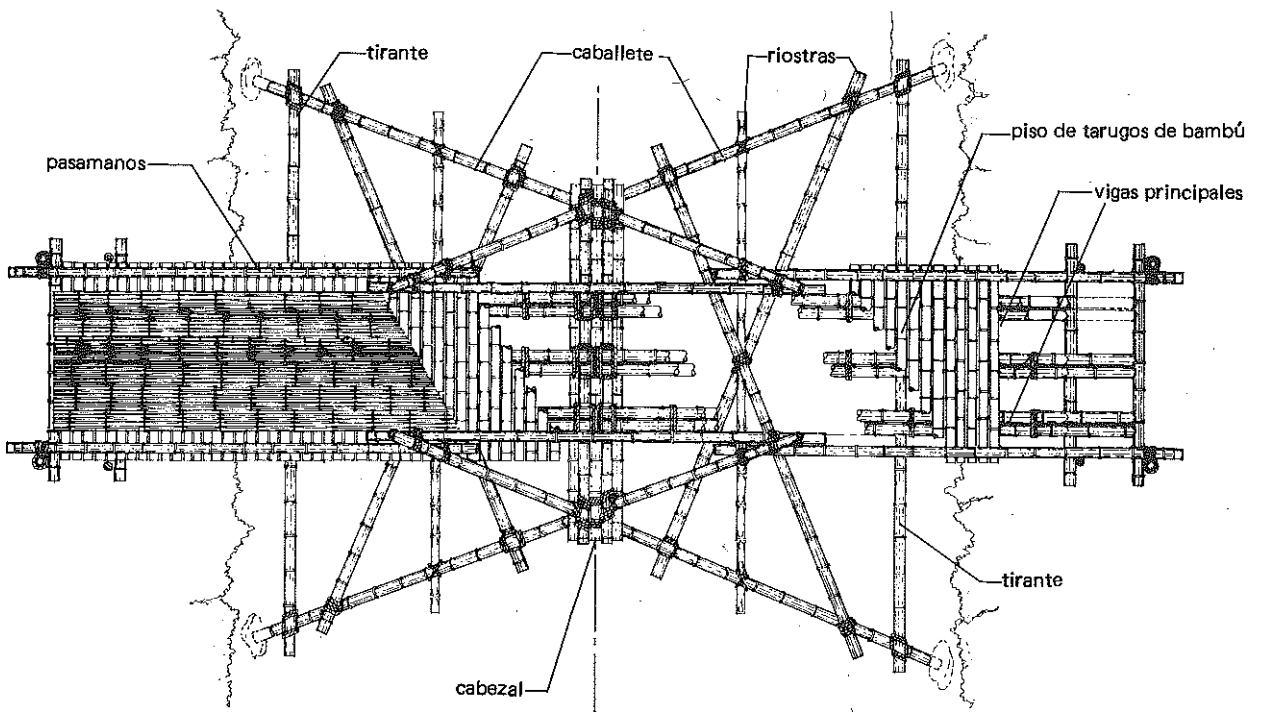 tirante
caballete
riostras
piso de tarugos de bambú
pasamanos
vigas principales
tirante
cabezal